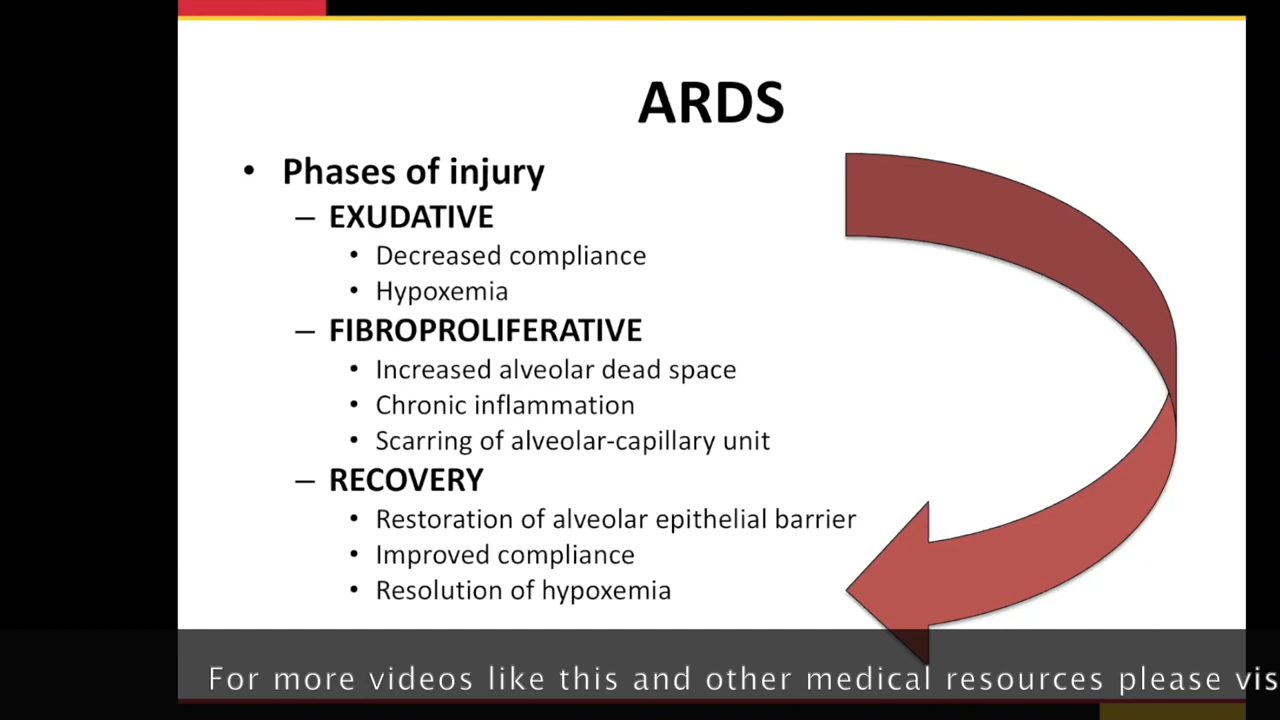 ARDS
• Phases of injury
– EXUDATIVE
• Decreased compliance
• Hypoxemia
– FIBROPROLIFERATIVE
• Increased alveolar dead space
• Chronic inflammation
• Scarring of alveolar-capillary unit
– RECOVERY
• Restoration of alveolar epithelial barrier
• Improved compliance
• Resolution of hypoxemia
For more videos like this and other medical resources please vis